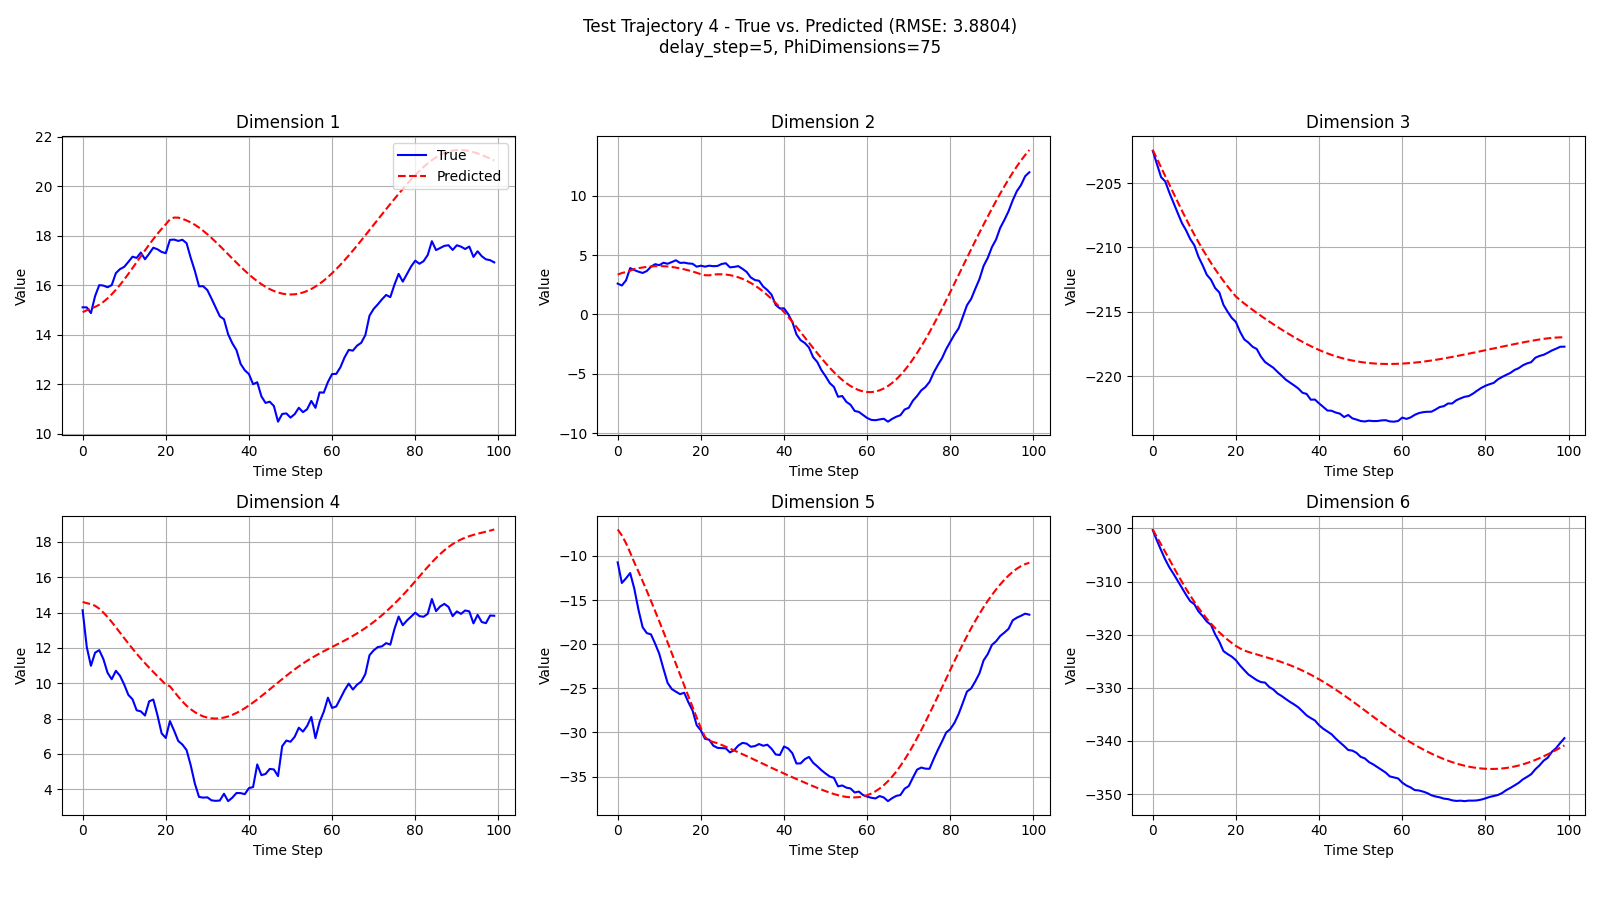 Test Trajectory 4 - True vs. Predicted (RMSE: 3.8804)
delay_step=5, PhiDimensions=75
Dimension 1
Value
22
20
18
16
14
12
10
0 20 40 60 80 100
Time Step
True
Predicted
Dimension 2
Value
10
5
0
−5
−10
0 20 40 60 80 100
Time Step
Dimension 3
Value
−205
−210
−215
−220
0 20 40 60 80 100
Time Step
Dimension 4
Value
18
16
14
12
10
8
6
4
0 20 40 60 80 100
Time Step
Dimension 5
Value
−10
−15
−20
−25
−30
−35
0 20 40 60 80 100
Time Step
Dimension 6
Value
−300
−310
−320
−330
−340
−350
0 20 40 60 80 100
Time Step